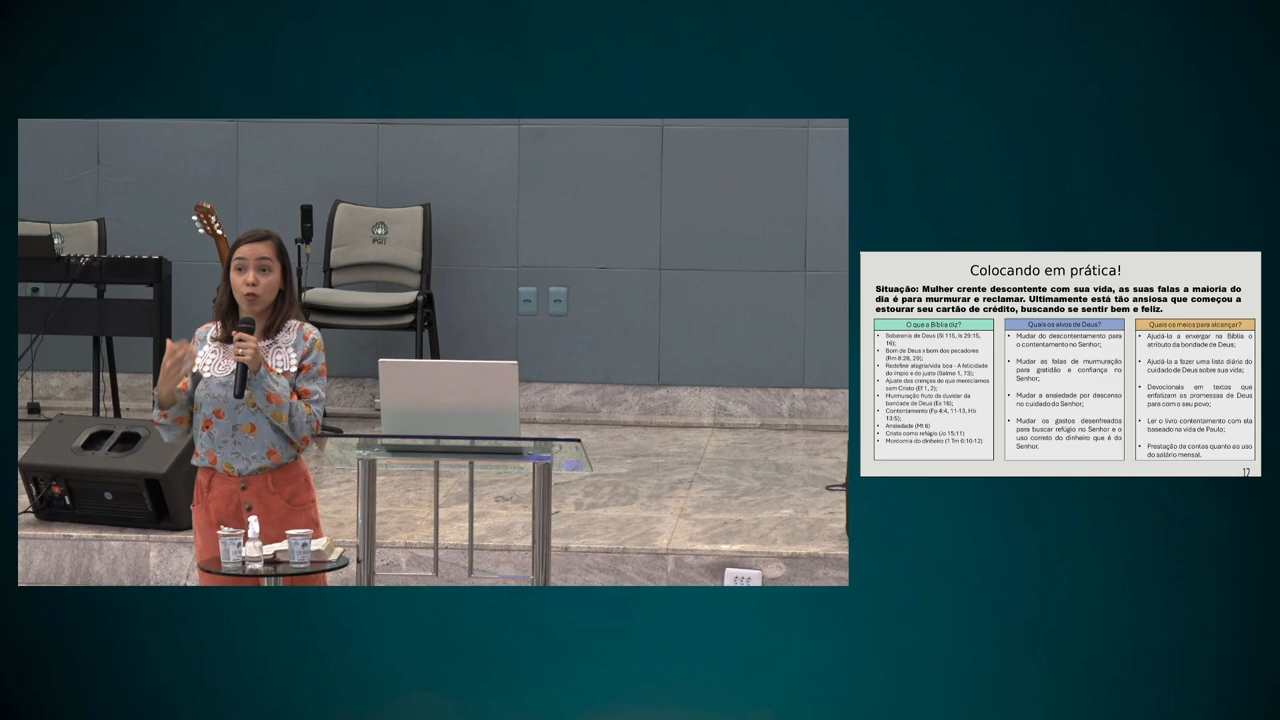 IPGII
Colocando em prática!
Situação: Mulher crente descontente com sua vida, as suas falas a maioria do
dia é para murmurar e reclamar. Ultimamente está tão ansiosa que começou a
estourar seu cartão de crédito, buscando se sentir bem e feliz.
O que a Bíblia diz?
• Soberania de Deus (Sl 115, Is 29:15,
16);
• Bom de Deus x bom dos pecadores
(Rm 8:28, 29);
• Redefinir alegria/vida boa - A felicidade
do ímpio e do justo (Salmo 1, 73);
• Ajuste das crenças do que merecíamos
sem Cristo (Ef 1, 2);
• Murmuração fruto de duvidar da
bondade de Deus (Ex 16);
• Contentamento (Fp 4:4, 11-13, Hb
13:5);
• Ansiedade (Mt 6)
• Cristo como refúgio (Jo 15:11)
• Mordomia do dinheiro (1 Tm 6:10-12)
Quais os alvos de Deus?
• Mudar do descontentamento para
o contentamento no Senhor;
• Mudar as falas de murmuração
para gratidão e confiança no
Senhor;
• Mudar a ansiedade por descanso
no cuidado do Senhor;
• Mudar os gastos desenfreados
para buscar refúgio no Senhor e o
uso correto do dinheiro que é do
Senhor.
Quais os meios para alcançar?
• Ajudá-la a enxergar na Bíblia o
atributo da bondade de Deus;
• Ajudá-la a fazer uma lista diária do
cuidado de Deus sobre sua vida;
• Devocionais em textos que
enfatizam as promessas de Deus
para com o seu povo;
• Ler o livro contentamento com ela
baseado na vida de Paulo;
• Prestação de contas quanto ao uso
do salário mensal.
12